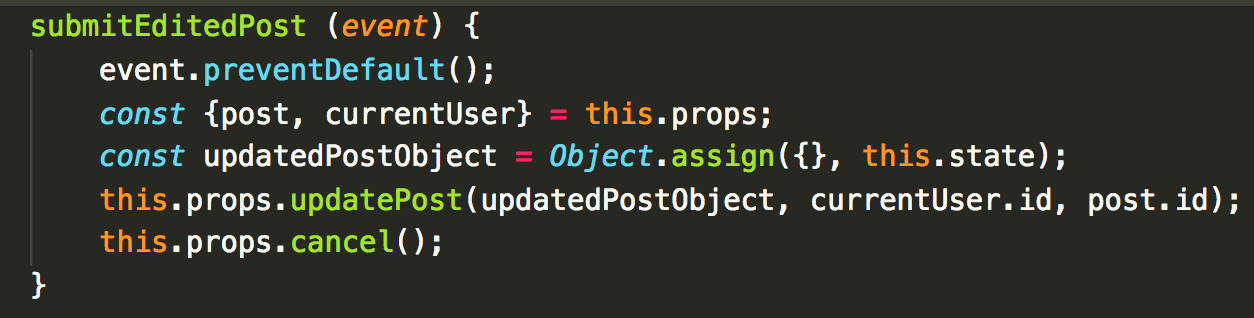 submitEditedPost (event) {
    event.preventDefault();
    const {post, currentUser} = this.props;
    const updatedPostObject = Object.assign({}, this.state);
    this.props.updatePost(updatedPostObject, currentUser.id, post.id);
    this.props.cancel();
}